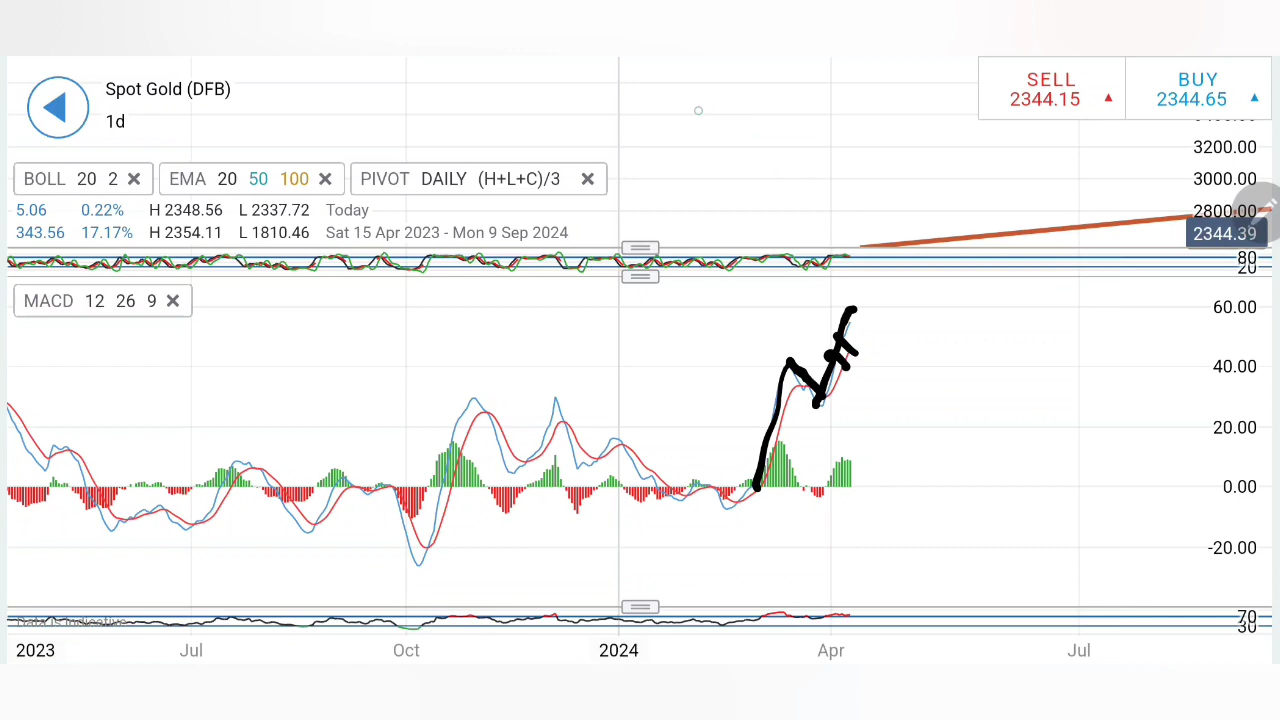 Spot Gold (DFB)
1d
SELL
2344.15
BUY
2344.65
3200.00
BOLL 20 2
EMA 20 50 100
PIVOT DAILY (H+L+C)/3
3000.00
5.06 0.22% H 2348.56 L 2337.72 Today
2800.00
343.56 17.17% H 2354.11 L 1810.46 Sat 15 Apr 2023 - Mon 9 Sep 2024
2344.39
80
20
MACD 12 26 9
60.00
40.00
20.00
0.00
-20.00
Data is indicative
70
30
2023 Jul Oct 2024 Apr Jul